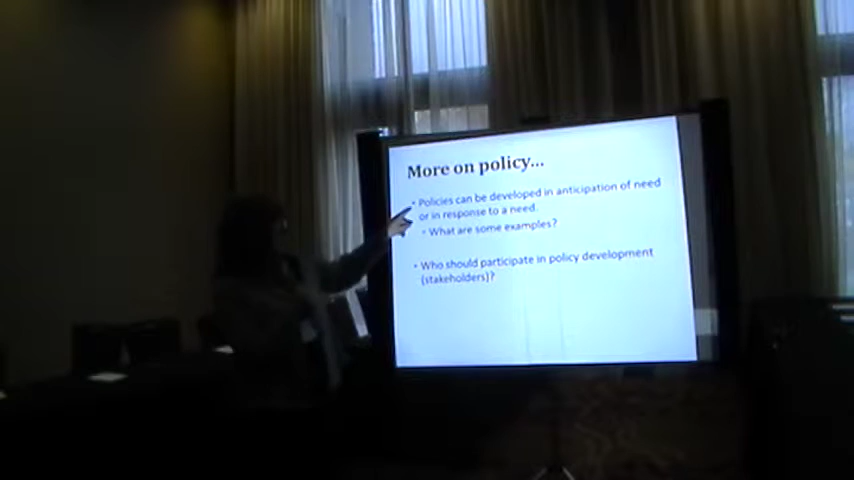 More on policy...
• Policies can be developed in anticipation of need
or in response to a need.
• What are some examples?
• Who should participate in policy development
(stakeholders)?